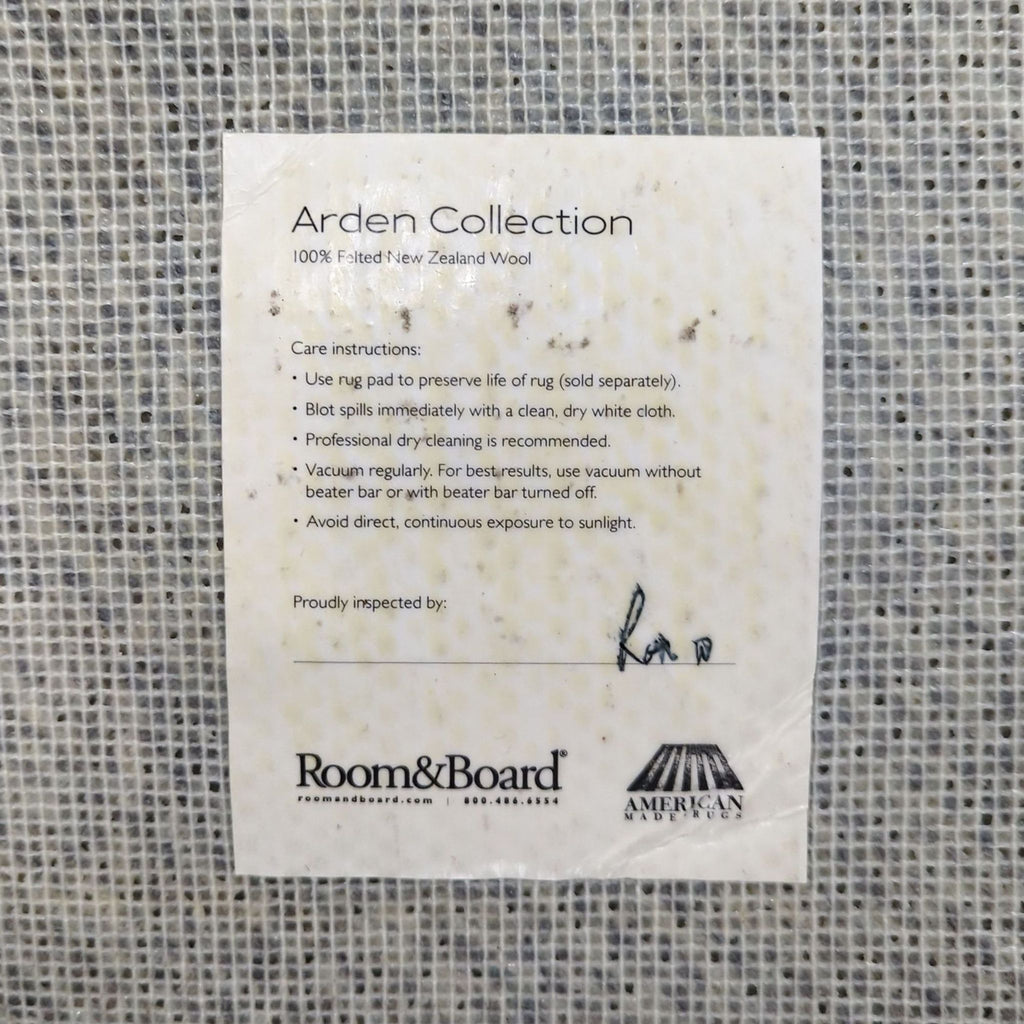 Arden Collection
100% Felted New Zealand Wool
Care instructions:
• Use rug pad to preserve life of rug (sold separately).
• Blot spills immediately with a clean, dry white cloth.
• Professional dry cleaning is recommended.
• Vacuum regularly. For best results, use vacuum without
beater bar or with beater bar turned off.
• Avoid direct, continuous exposure to sunlight.
Proudly inspected by:
Ron W
Room&Board®
roomandboard.com | 800.486.6554
AMERICAN
MADE RUGS